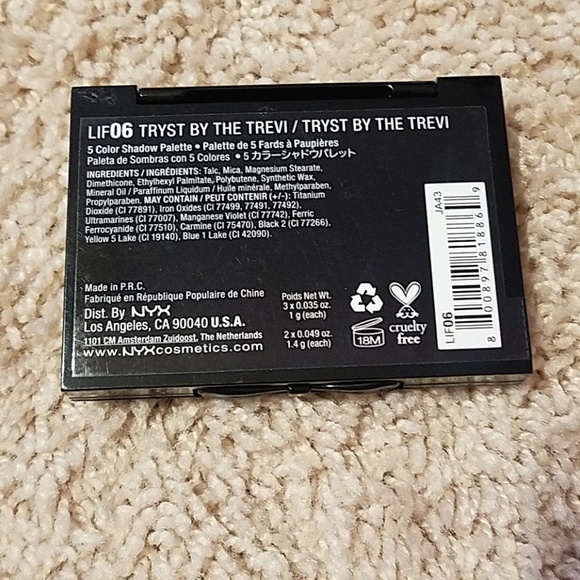 LIF06 TRYST BY THE TREVI / TRYST BY THE TREVI
5 Color Shadow Palette • Palette de 5 Fards à Paupières
Paleta de Sombras con 5 Colores • 5 カラーシャドウパレット
INGREDIENTS / INGRÉDIENTS: Talc, Mica, Magnesium Stearate,
Dimethicone, Ethylhexyl Palmitate, Polybutene, Synthetic Wax,
Mineral Oil / Paraffinum Liquidum / Huile minérale, Methylparaben,
Propylparaben. MAY CONTAIN / PEUT CONTENIR (+/-): Titanium
Dioxide (CI 77891), Iron Oxides (CI 77499, 77491, 77492),
Ultramarines (CI 77007), Manganese Violet (CI 77742), Ferric
Ferrocyanide (CI 77510), Carmine (CI 75470), Black 2 (CI 77266),
Yellow 5 Lake (CI 19140), Blue 1 Lake (CI 42090).
Made in P.R.C.
Fabriqué en République Populaire de Chine
Dist. By NYX
Los Angeles, CA 90040 U.S.A.
1101 CM Amsterdam Zuidoost, The Netherlands
www.NYXcosmetics.com
Poids Net Wt.
3 x 0.035 oz.
1 g (each)
2 x 0.049 oz.
1.4 g (each)
18M
cruelty
free
JA43
8 00897 81886 9
LIF06